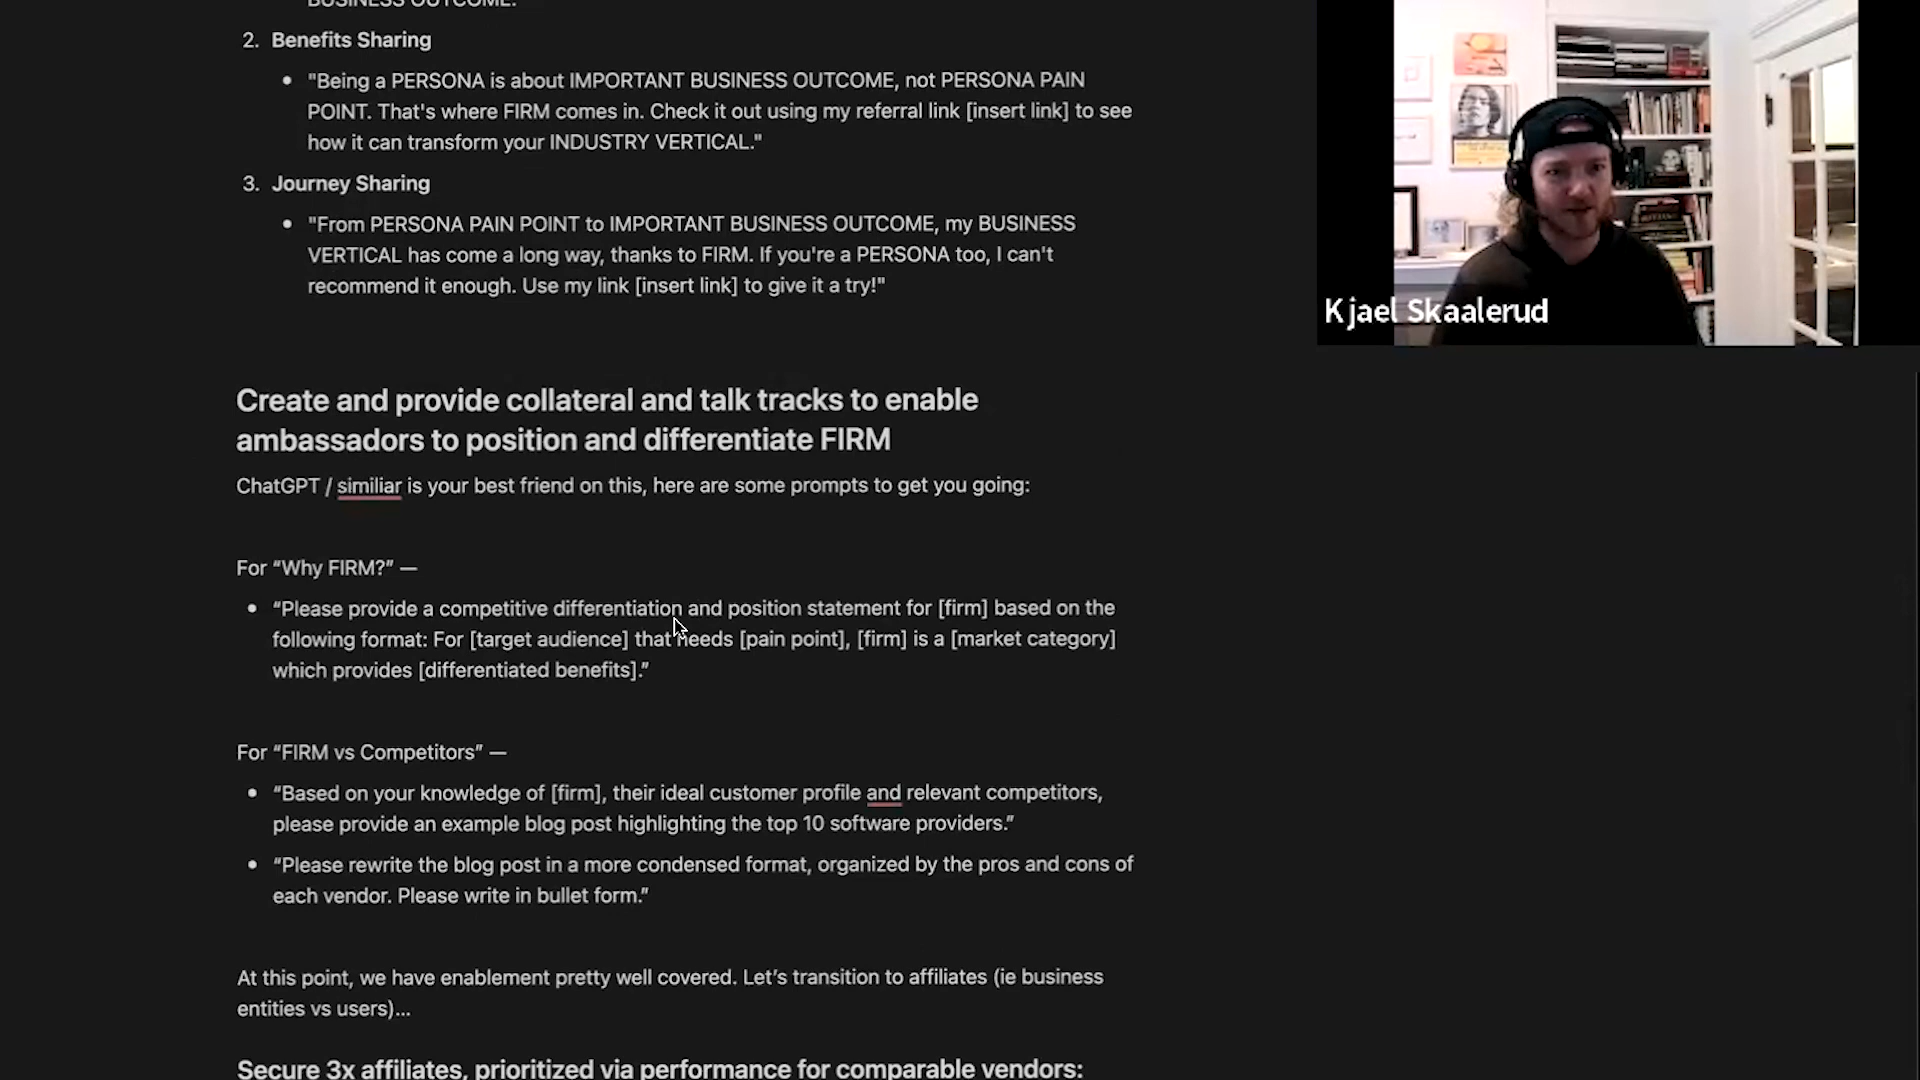 BUSINESS OUTCOME.
2. Benefits Sharing
• "Being a PERSONA is about IMPORTANT BUSINESS OUTCOME, not PERSONA PAIN
POINT. That's where FIRM comes in. Check it out using my referral link [insert link] to see
how it can transform your INDUSTRY VERTICAL."
3. Journey Sharing
• "From PERSONA PAIN POINT to IMPORTANT BUSINESS OUTCOME, my BUSINESS
VERTICAL has come a long way, thanks to FIRM. If you're a PERSONA too, I can't
recommend it enough. Use my link [insert link] to give it a try!"
Kjael Skaalerud
Create and provide collateral and talk tracks to enable
ambassadors to position and differentiate FIRM
ChatGPT / similiar is your best friend on this, here are some prompts to get you going:
For “Why FIRM?” —
• “Please provide a competitive differentiation and position statement for [firm] based on the
following format: For [target audience] that needs [pain point], [firm] is a [market category]
which provides [differentiated benefits].”
For “FIRM vs Competitors” —
• “Based on your knowledge of [firm], their ideal customer profile and relevant competitors,
please provide an example blog post highlighting the top 10 software providers.”
• “Please rewrite the blog post in a more condensed format, organized by the pros and cons of
each vendor. Please write in bullet form.”
At this point, we have enablement pretty well covered. Let’s transition to affiliates (ie business
entities vs users)...
Secure 3x affiliates, prioritized via performance for comparable vendors: